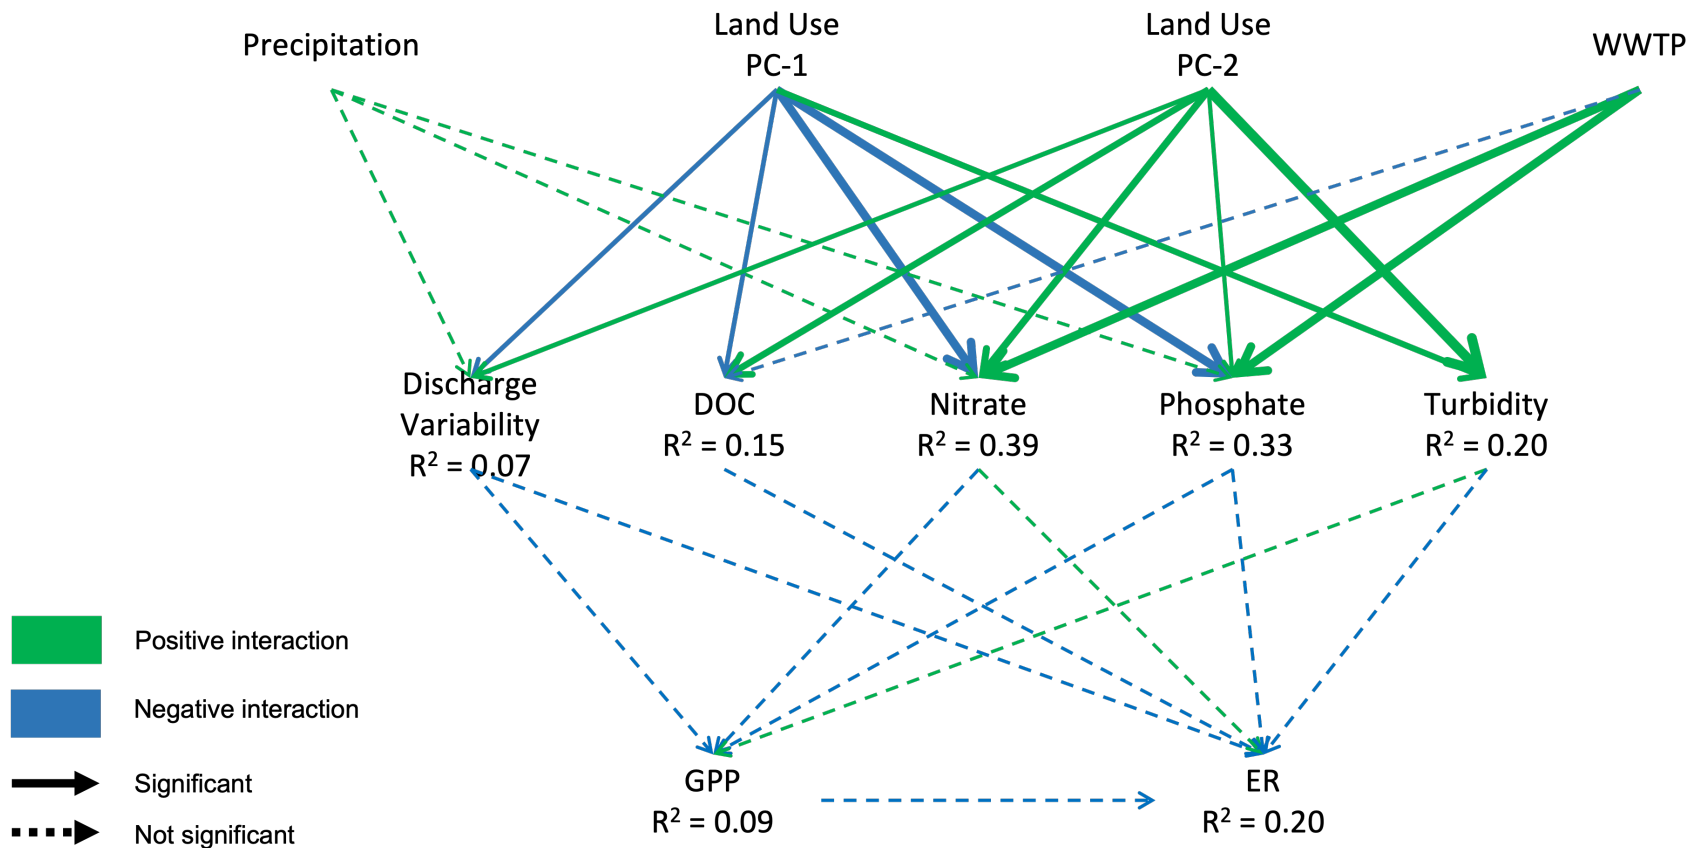 Precipitation
Land Use
PC-1
Land Use
PC-2
WWTP
Discharge
Variability
R² = 0.07
DOC
R² = 0.15
Nitrate
R² = 0.39
Phosphate
R² = 0.33
Turbidity
R² = 0.20
Positive interaction
Negative interaction
Significant
Not significant
GPP
R² = 0.09
ER
R² = 0.20